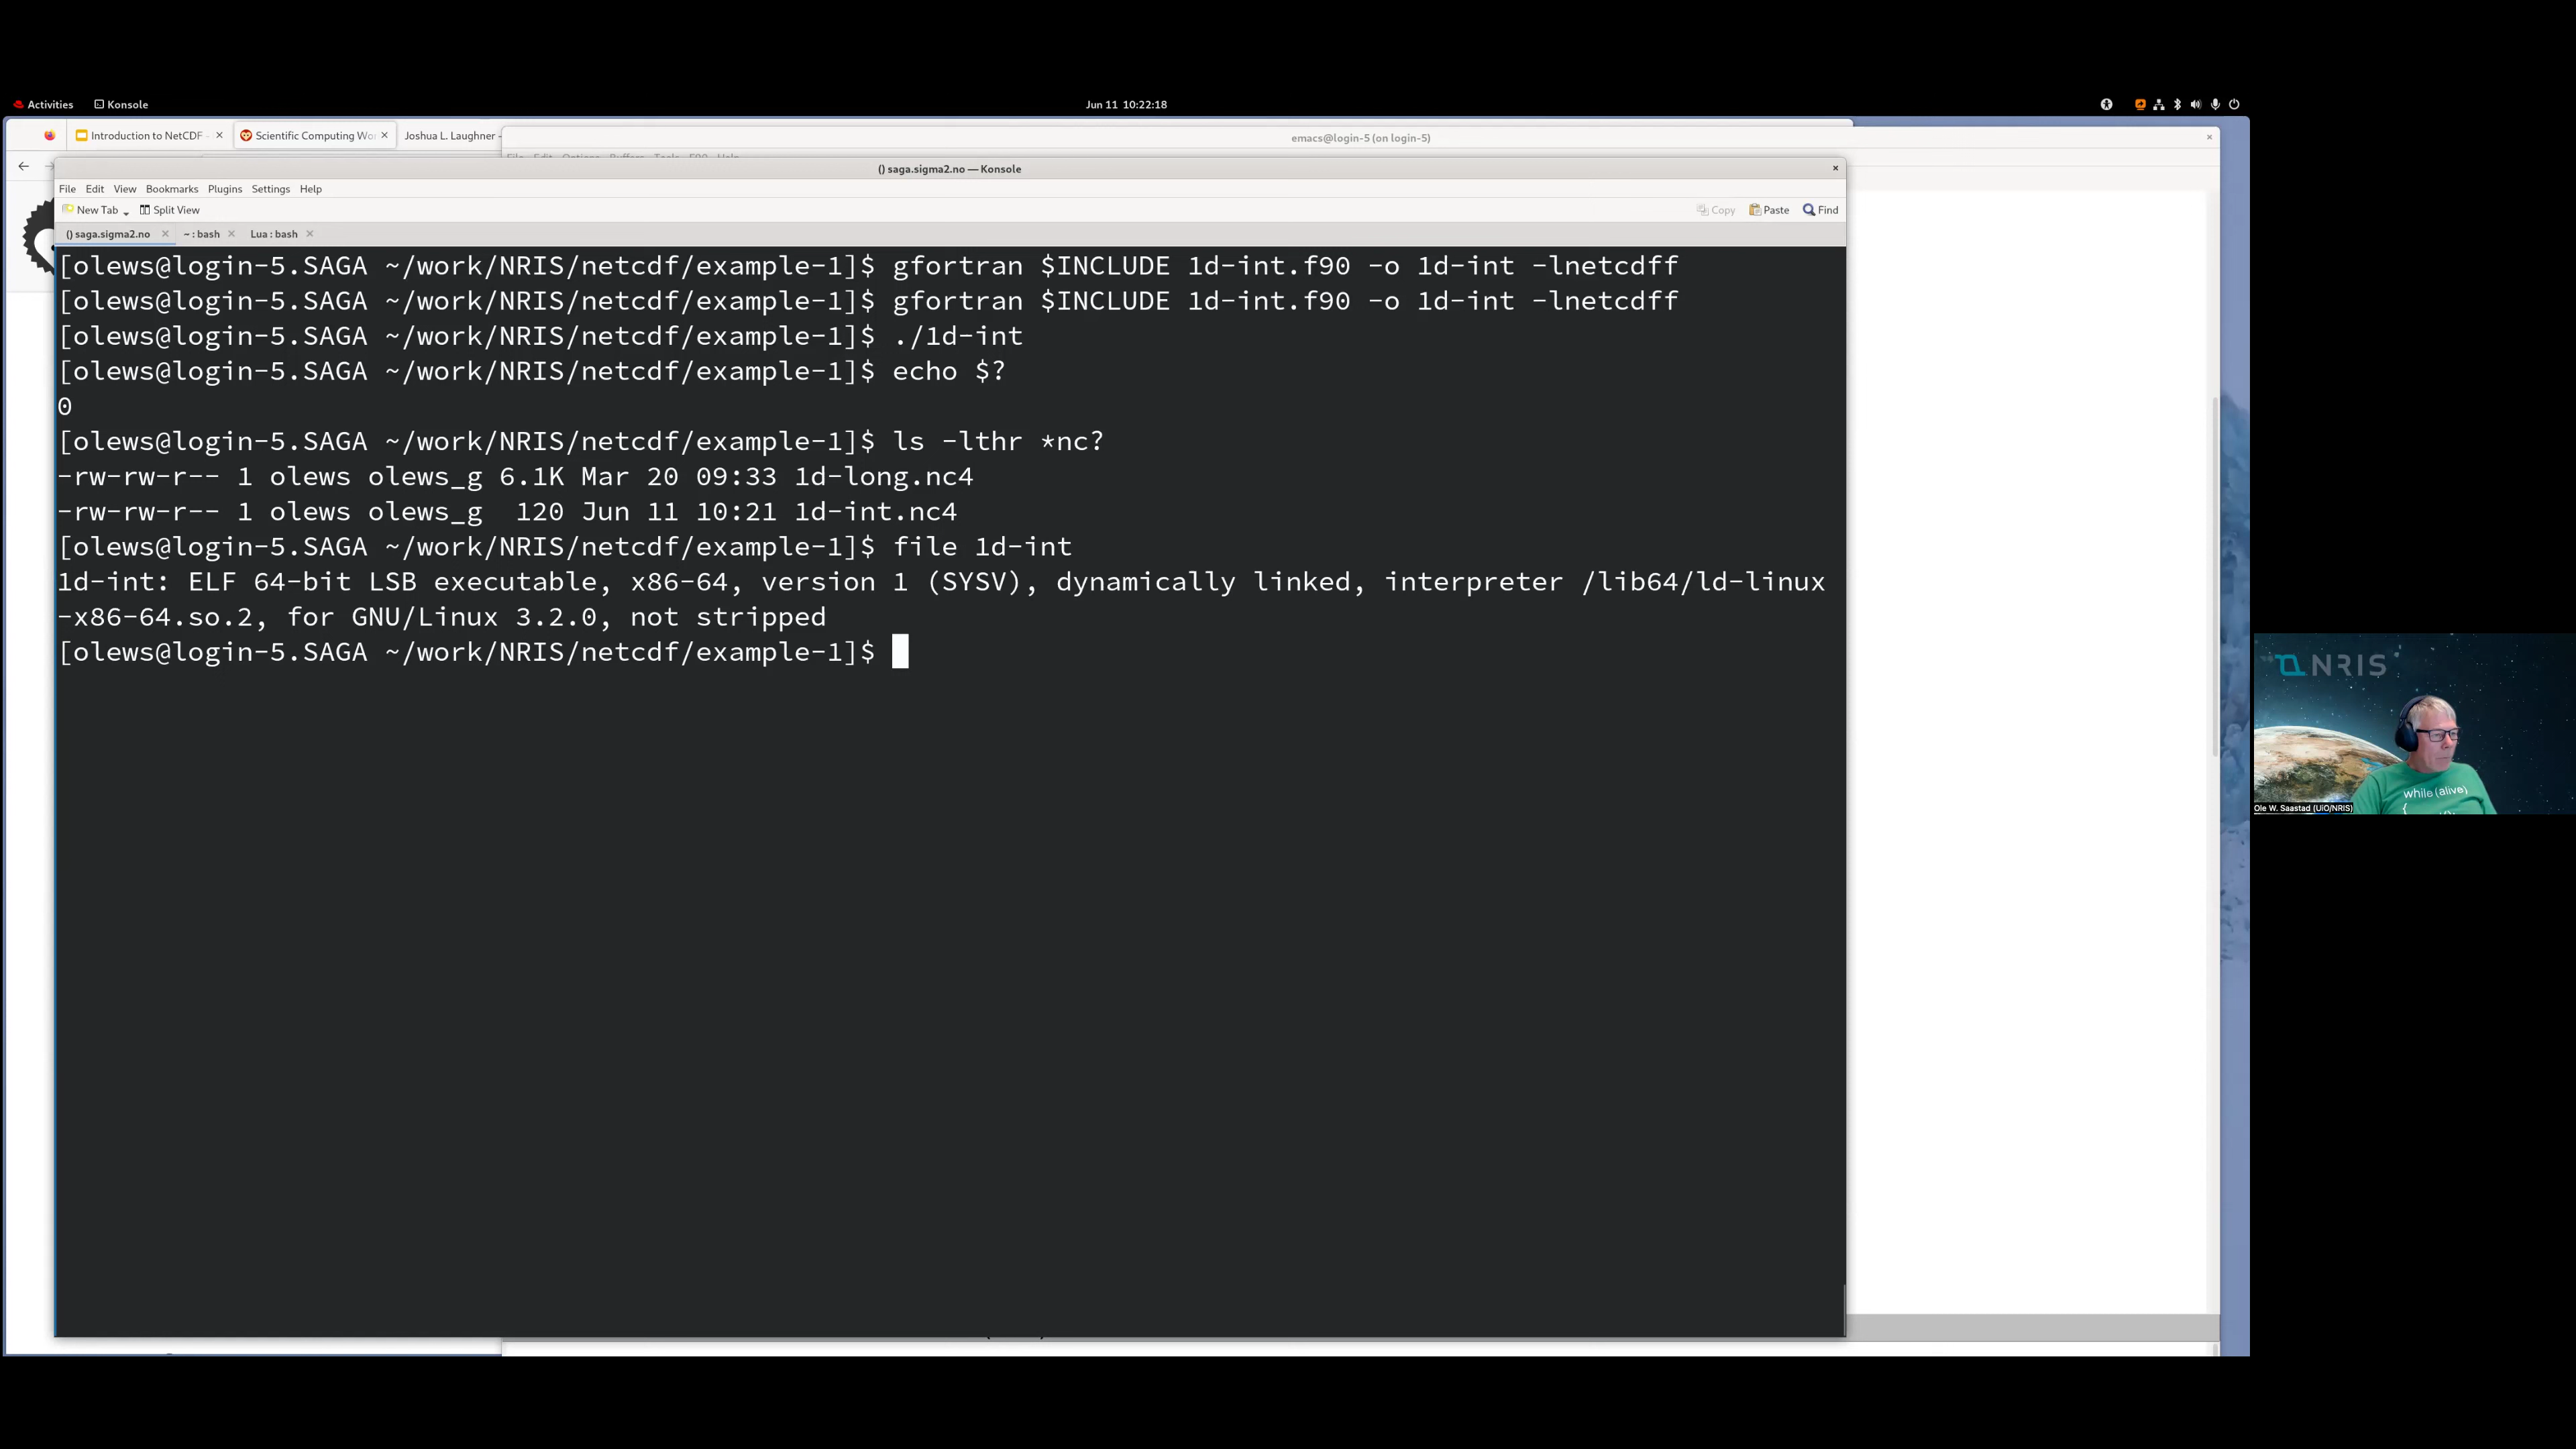 Activities Konsole Jun 11 10:22:18
Introduction to NetCDF - × Scientific Computing Wo × Joshua L. Laughner - emacs@login-5 (on login-5) ×
File Edit Options Buffers Tools F90 Help
() saga.sigma2.no — Konsole ×
File Edit View Bookmarks Plugins Settings Help
New Tab Split View Copy Paste Find
() saga.sigma2.no × ~ : bash × Lua : bash ×
[olews@login-5.SAGA ~/work/NRIS/netcdf/example-1]$ gfortran $INCLUDE 1d-int.f90 -o 1d-int -lnetcdff
[olews@login-5.SAGA ~/work/NRIS/netcdf/example-1]$ gfortran $INCLUDE 1d-int.f90 -o 1d-int -lnetcdff
[olews@login-5.SAGA ~/work/NRIS/netcdf/example-1]$ ./1d-int
[olews@login-5.SAGA ~/work/NRIS/netcdf/example-1]$ echo $?
0
[olews@login-5.SAGA ~/work/NRIS/netcdf/example-1]$ ls -lthr *nc?
-rw-rw-r-- 1 olews olews_g 6.1K Mar 20 09:33 1d-long.nc4
-rw-rw-r-- 1 olews olews_g  120 Jun 11 10:21 1d-int.nc4
[olews@login-5.SAGA ~/work/NRIS/netcdf/example-1]$ file 1d-int
1d-int: ELF 64-bit LSB executable, x86-64, version 1 (SYSV), dynamically linked, interpreter /lib64/ld-linux
-x86-64.so.2, for GNU/Linux 3.2.0, not stripped
[olews@login-5.SAGA ~/work/NRIS/netcdf/example-1]$
NRIS
while (alive)
{
Ole W. Saastad (UiO/NRIS)